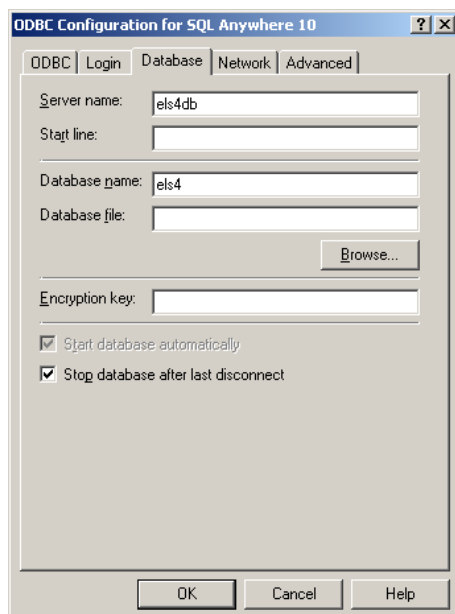 ODBC Configuration for SQL Anywhere 10
ODBC Login Database Network Advanced
Server name: els4db
Start line:
Database name: els4
Database file:
Browse...
Encryption key:
Start database automatically
Stop database after last disconnect
OK Cancel Help